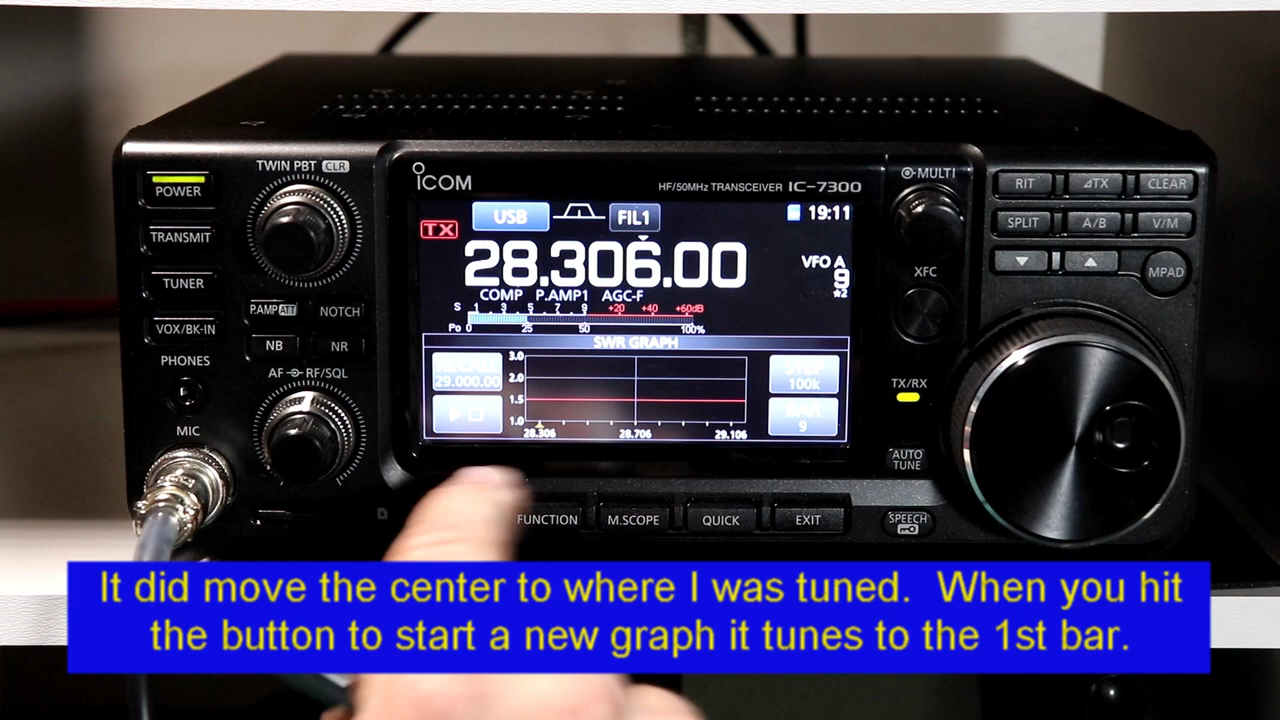 TWIN PBT CLR
POWER
ICOM
HF/50MHz TRANSCEIVER IC-7300
MULTI
RIT
⊿TX
CLEAR
TRANSMIT
TX
USB
FIL1
19:11
SPLIT
A/B
V/M
28.306.00
VFO A
9
★2
TUNER
COMP P.AMP1 AGC-F
XFC
▼
▲
MPAD
P.AMP ATT
NOTCH
S 1 3 5 7 9 +20 +40 +60dB
Po 0 25 50 100%
VOX/BK-IN
NB
NR
SWR GRAPH
PHONES
AF RF/SQL
RECALL
29.000.00
3.0
2.0
1.5
1.0
28.306 28.706 29.106
STEP
100k
BAR
9
TX/RX
MIC
AUTO
TUNE
FUNCTION
M.SCOPE
QUICK
EXIT
SPEECH
It did move the center to where I was tuned. When you hit
the button to start a new graph it tunes to the 1st bar.